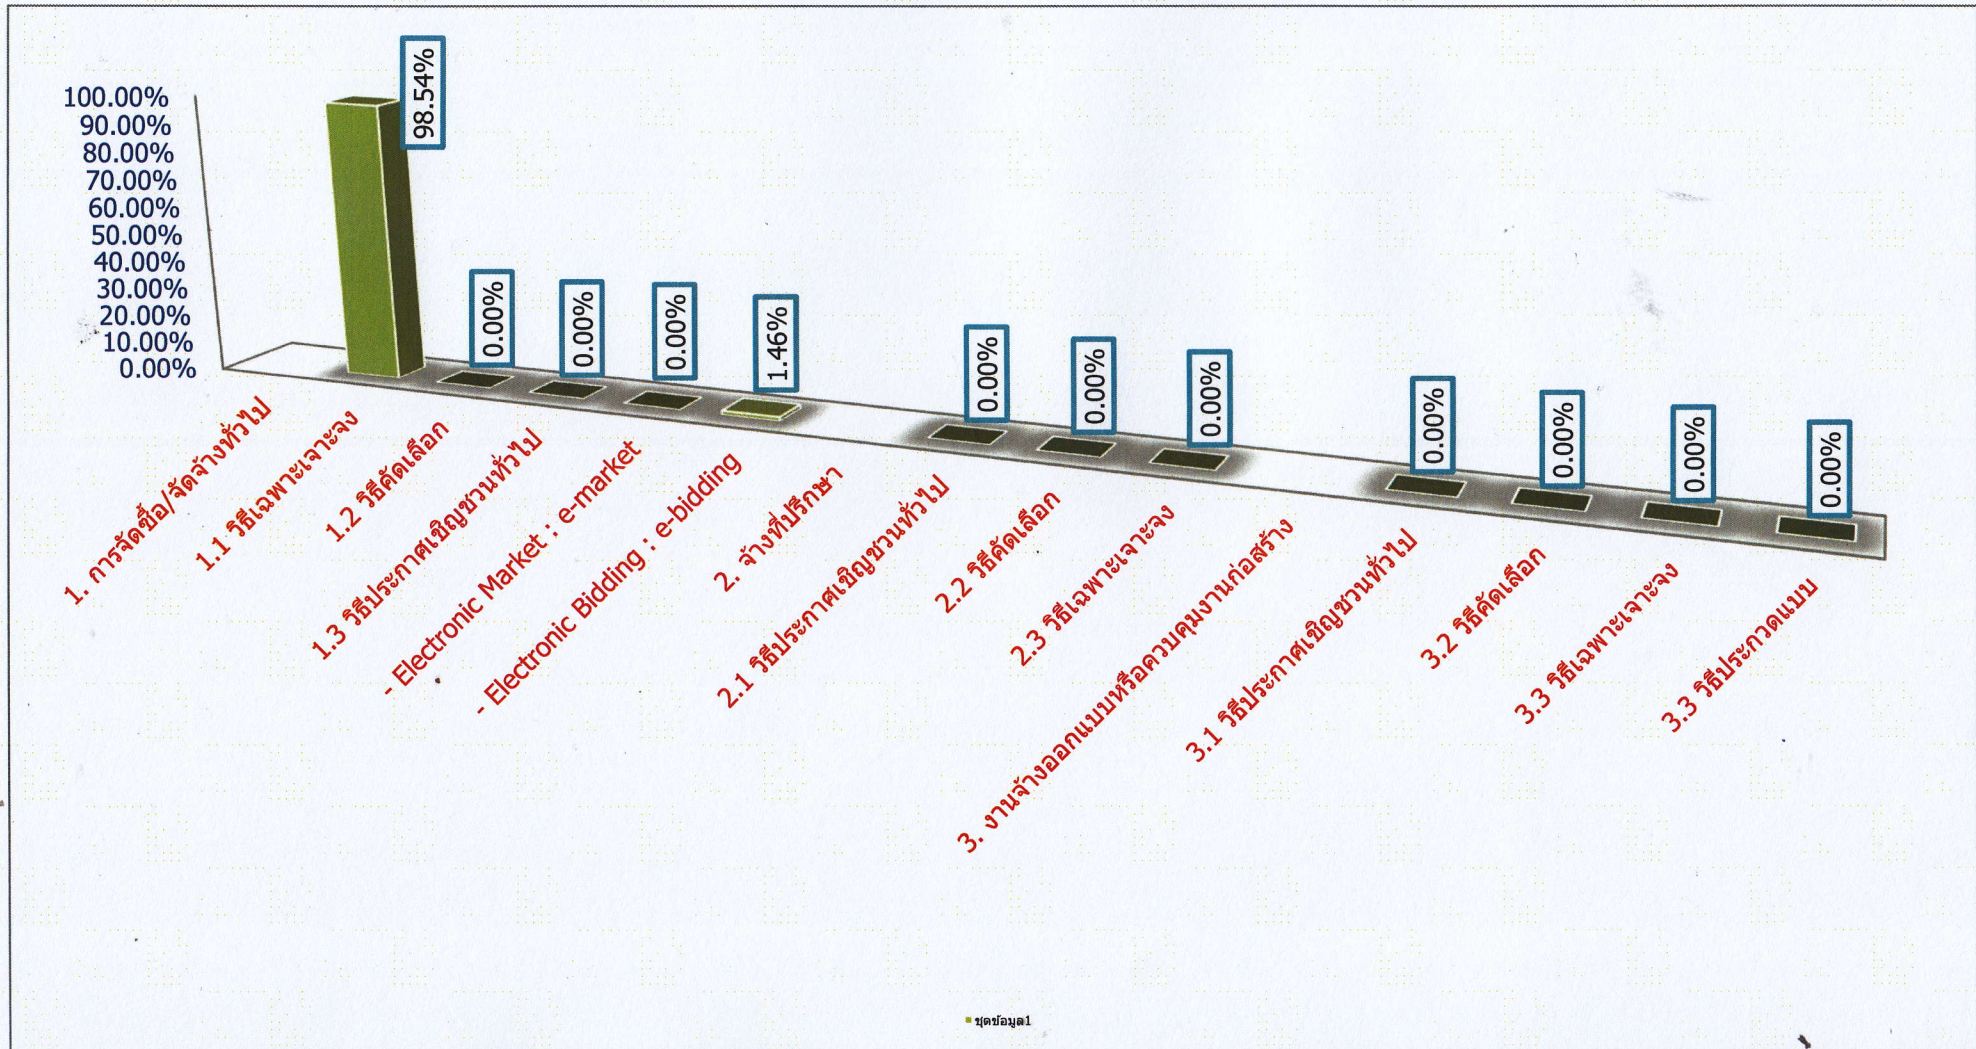 100.00%
90.00%
80.00%
70.00%
60.00%
50.00%
40.00%
30.00%
20.00%
10.00%
0.00%
98.54%
0.00%
0.00%
0.00%
1.46%
0.00%
0.00%
0.00%
0.00%
0.00%
0.00%
0.00%
1. การจัดซื้อ/จัดจ้างทั่วไป
1.1 วิธีเฉพาะเจาะจง
1.2 วิธีคัดเลือก
1.3 วิธีประกาศเชิญชวนทั่วไป
- Electronic Market : e-market
- Electronic Bidding : e-bidding
2. จ้างที่ปรึกษา
2.1 วิธีประกาศเชิญชวนทั่วไป
2.2 วิธีคัดเลือก
2.3 วิธีเฉพาะเจาะจง
3. งานจ้างออกแบบหรือควบคุมงานก่อสร้าง
3.1 วิธีประกาศเชิญชวนทั่วไป
3.2 วิธีคัดเลือก
3.3 วิธีเฉพาะเจาะจง
3.3 วิธีประกวดแบบ
ชุดข้อมูล1